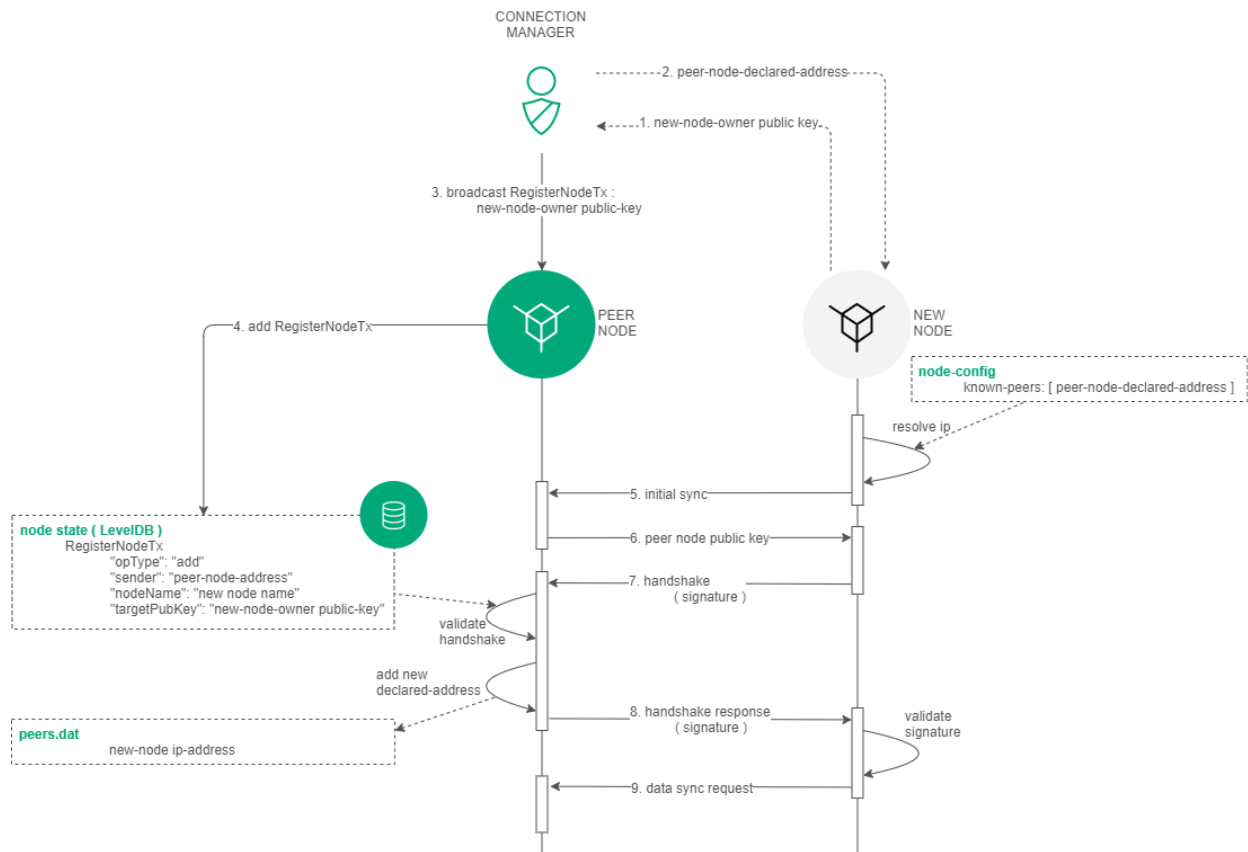 CONNECTION
MANAGER
2. peer-node-declared-address
1. new-node-owner public key
3. broadcast RegisterNodeTx :
new-node-owner public-key
PEER
NODE
NEW
NODE
4. add RegisterNodeTx
node-config
known-peers: [ peer-node-declared-address ]
resolve ip
5. initial sync
node state ( LevelDB )
RegisterNodeTx
"opType": "add"
"sender": "peer-node-address"
"nodeName": "new node name"
"targetPubKey": "new-node-owner public-key"
6. peer node public key
7. handshake
( signature )
validate
handshake
add new
declared-address
8. handshake response
( signature )
validate
signature
peers.dat
new-node ip-address
9. data sync request